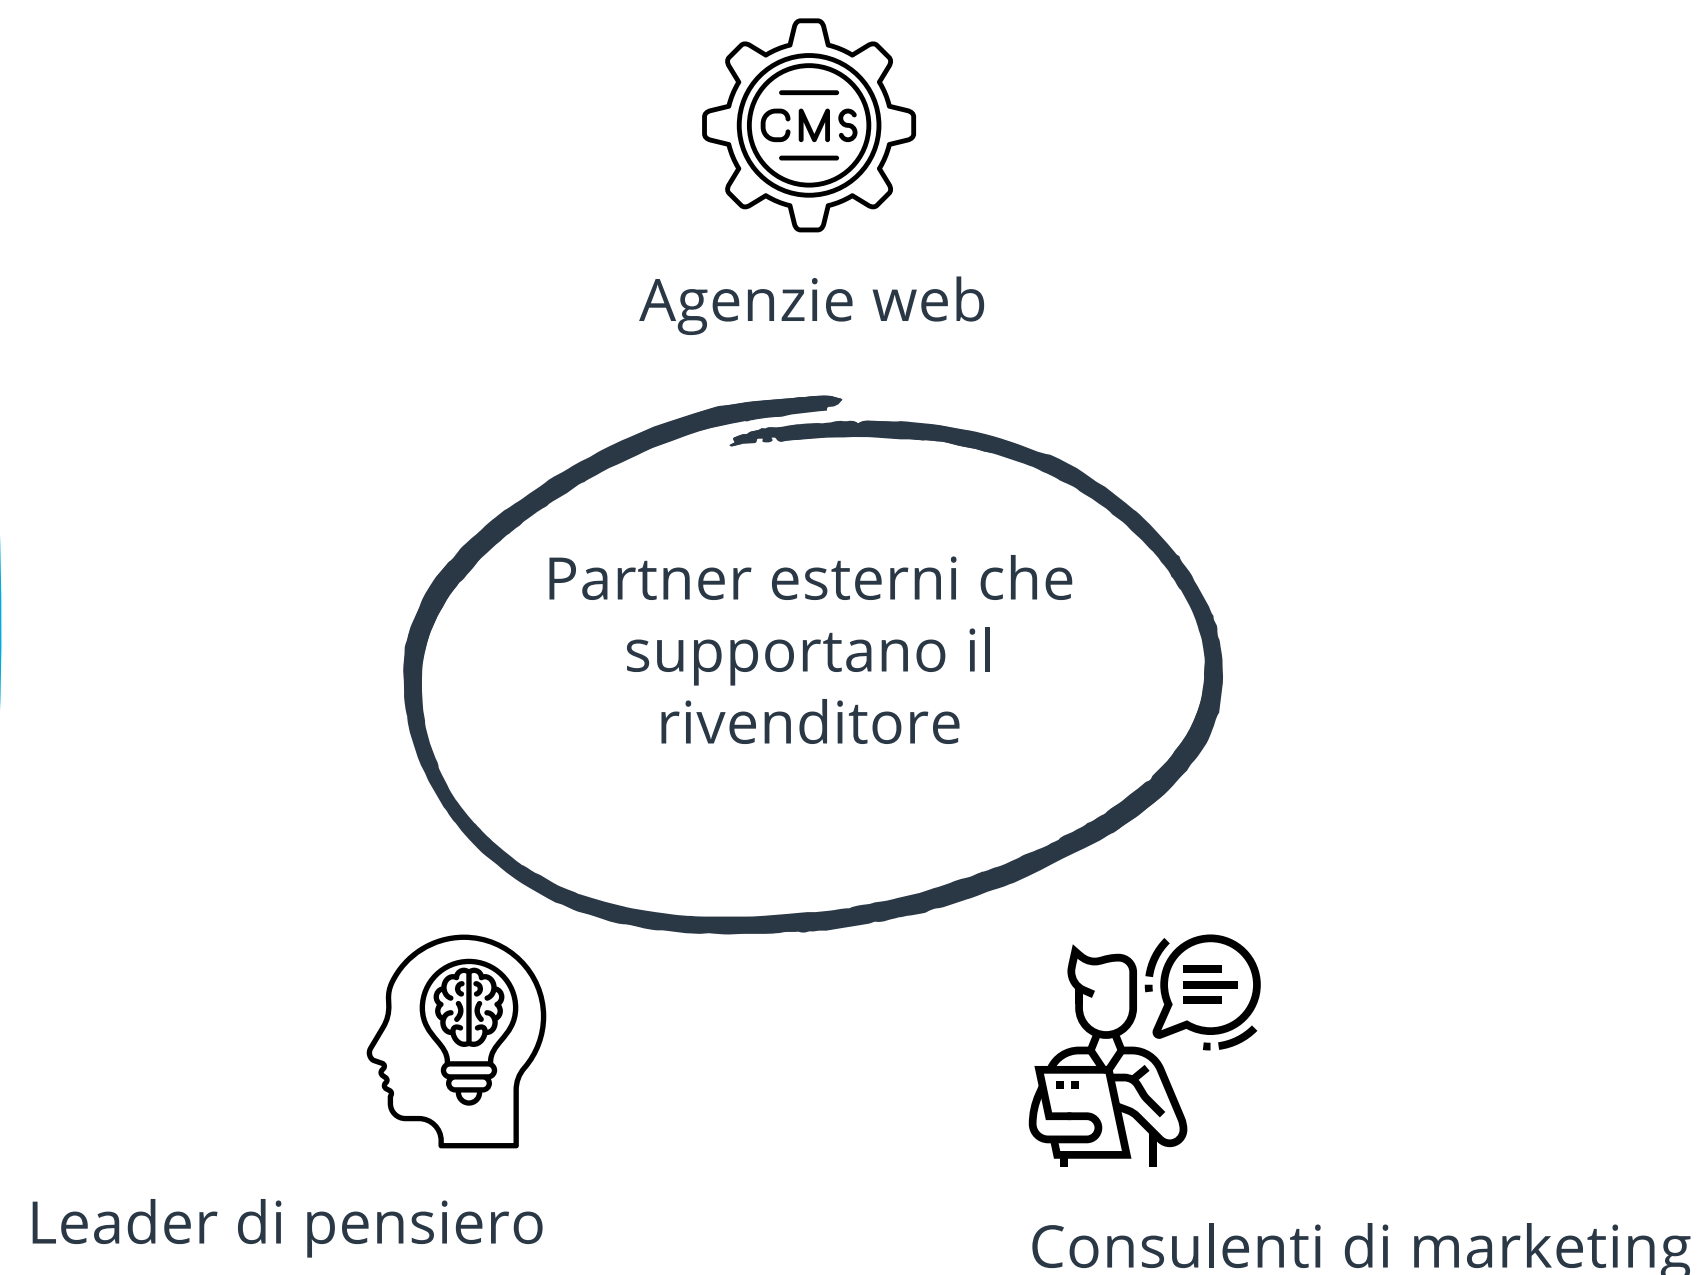 CMS
Agenzie web
Partner esterni che
supportano il
rivenditore
Leader di pensiero
Consulenti di marketing